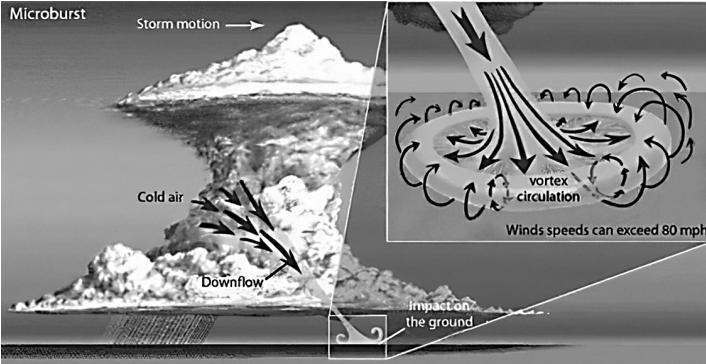 Microburst
Storm motion
Cold air
Downflow
Impact on
the ground
vortex
circulation
Winds speeds can exceed 80 mph